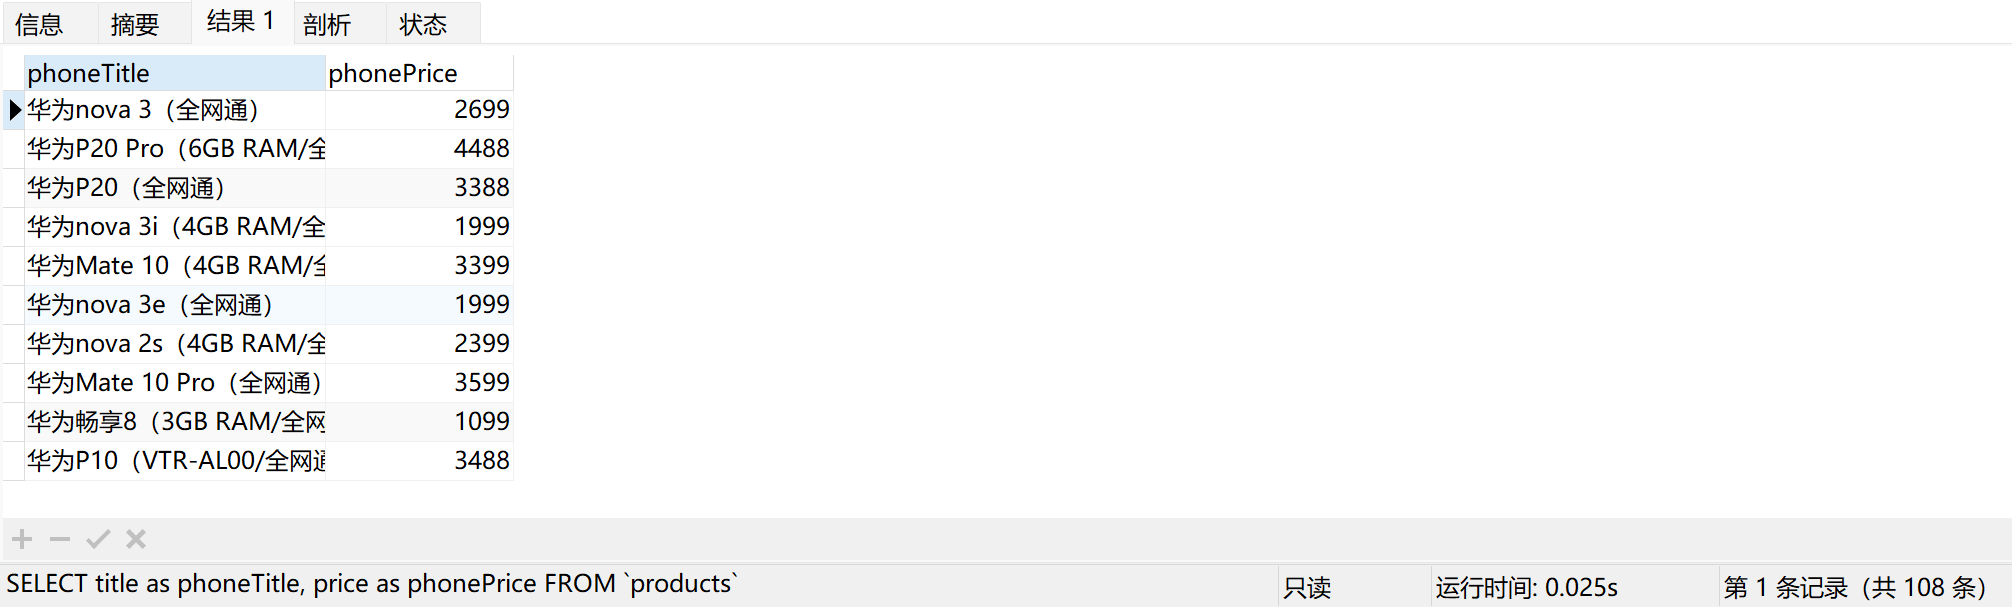 信息 摘要 结果 1 剖析 状态
phoneTitle phonePrice
华为nova 3（全网通） 2699
华为P20 Pro（6GB RAM/全 4488
华为P20（全网通） 3388
华为nova 3i（4GB RAM/全 1999
华为Mate 10（4GB RAM/全 3399
华为nova 3e（全网通） 1999
华为nova 2s（4GB RAM/全 2399
华为Mate 10 Pro（全网通） 3599
华为畅享8（3GB RAM/全网 1099
华为P10（VTR-AL00/全网通 3488
SELECT title as phoneTitle, price as phonePrice FROM `products` 只读 运行时间: 0.025s 第 1 条记录（共 108 条）